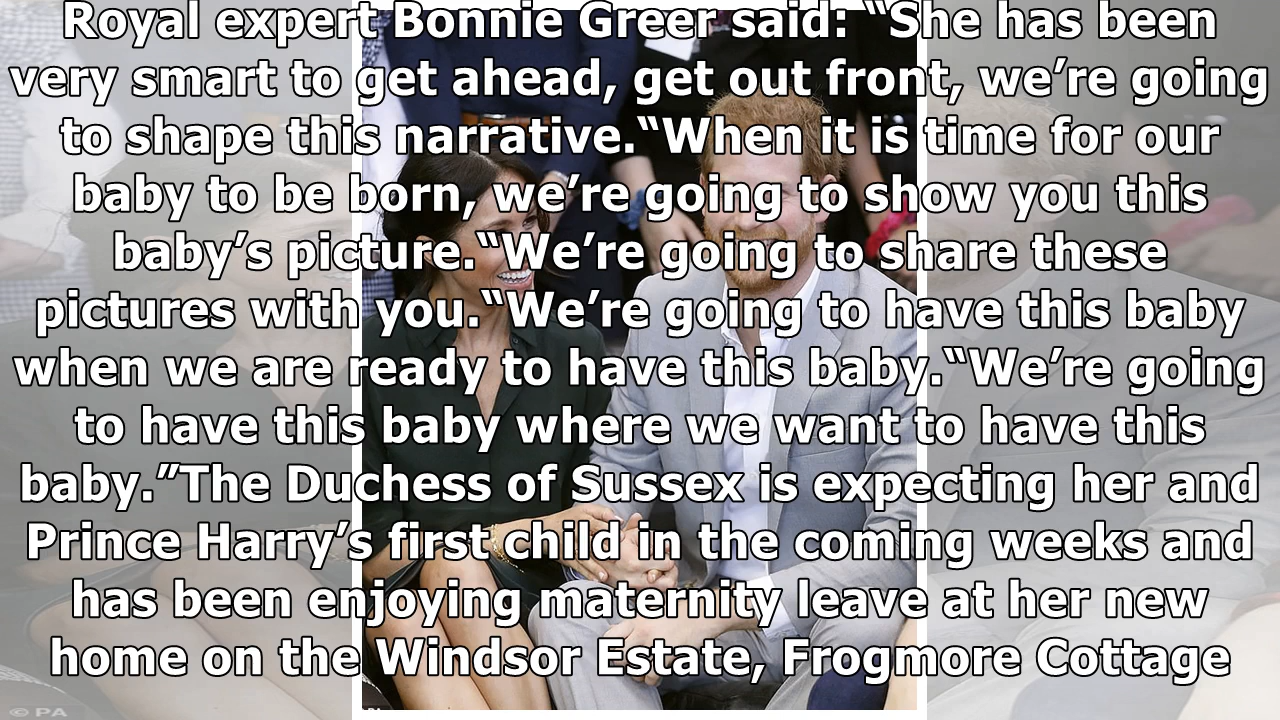 Royal expert Bonnie Greer said: “She has been
very smart to get ahead, get out front, we’re going
to shape this narrative.“When it is time for our
baby to be born, we’re going to show you this
baby’s picture.“We’re going to share these
pictures with you.“We’re going to have this baby
when we are ready to have this baby.“We’re going
to have this baby where we want to have this
baby.”The Duchess of Sussex is expecting her and
Prince Harry’s first child in the coming weeks and
has been enjoying maternity leave at her new
home on the Windsor Estate, Frogmore Cottage
© PA